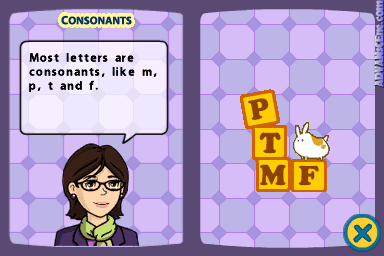 CONSONANTS
Most letters are
consonants, like m,
p, t and f.
P
T
M F